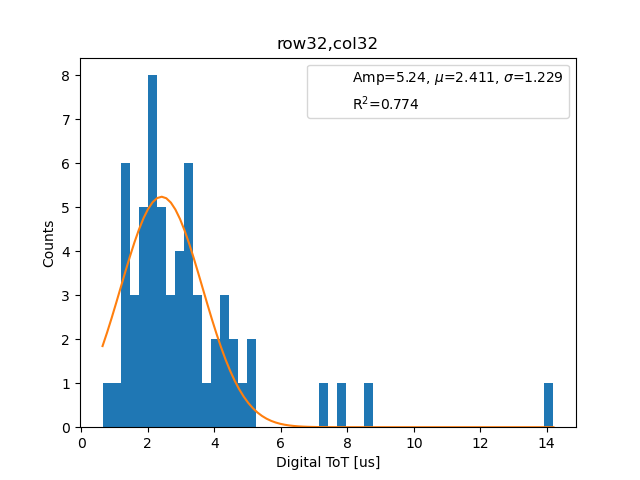 row32,col32
Amp=5.24, μ=2.411, σ=1.229
R²=0.774
8
7
6
5
4
3
2
1
0
Counts
0 2 4 6 8 10 12 14
Digital ToT [us]